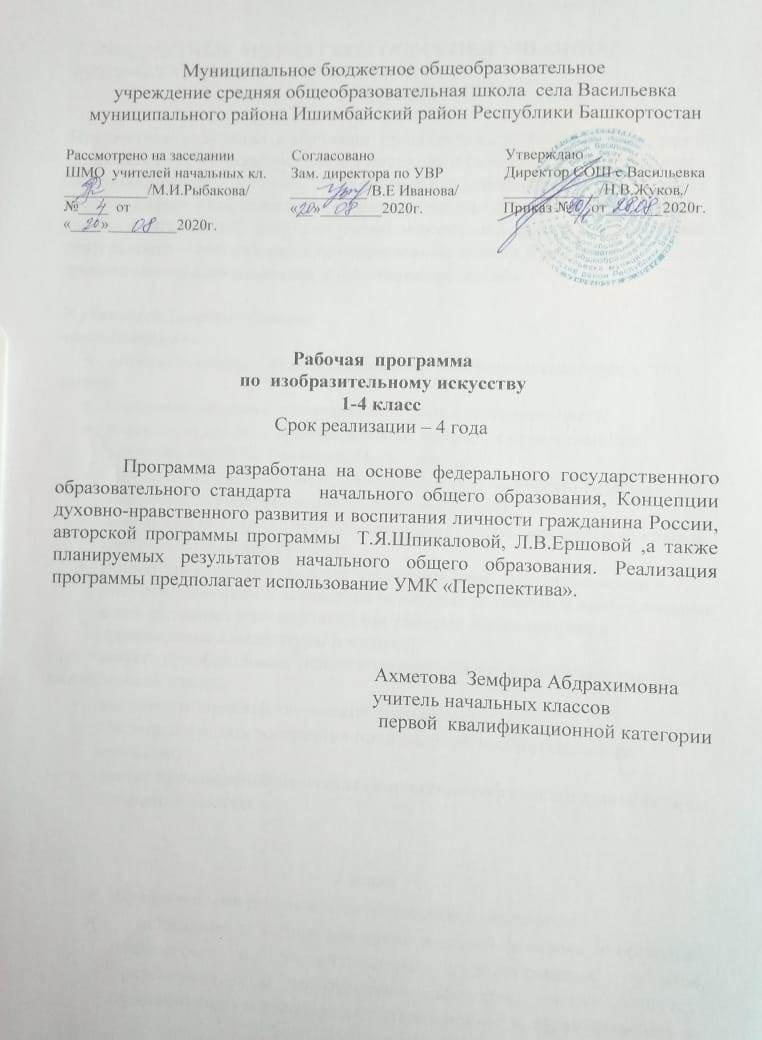 Муниципальное бюджетное общеобразовательное
учреждение средняя общеобразовательная школа села Васильевка
муниципального района Ишимбайский район Республики Башкортостан
Рассмотрено на заседании
ШМО учителей начальных кл.
/М.И.Рыбакова/
№ 4 от
«20» 08 2020г.
Согласовано
Зам. директора по УВР
/В.Е Иванова/
«20» 08 2020г.
Утверждаю
Директор СОШ с.Васильевка
/Н.В.Жуков,/
Приказ № от 2020г.
Рабочая программа
по изобразительному искусству
1-4 класс
Срок реализации – 4 года
Программа разработана на основе федерального государственного
образовательного стандарта начального общего образования, Концепции
духовно-нравственного развития и воспитания личности гражданина России,
авторской программы программы Т.Я.Шпикаловой, Л.В.Ершовой ,а также
планируемых результатов начального общего образования. Реализация
программы предполагает использование УМК «Перспектива».
Ахметова Земфира Абдрахимовна
учитель начальных классов
первой квалификационной категории